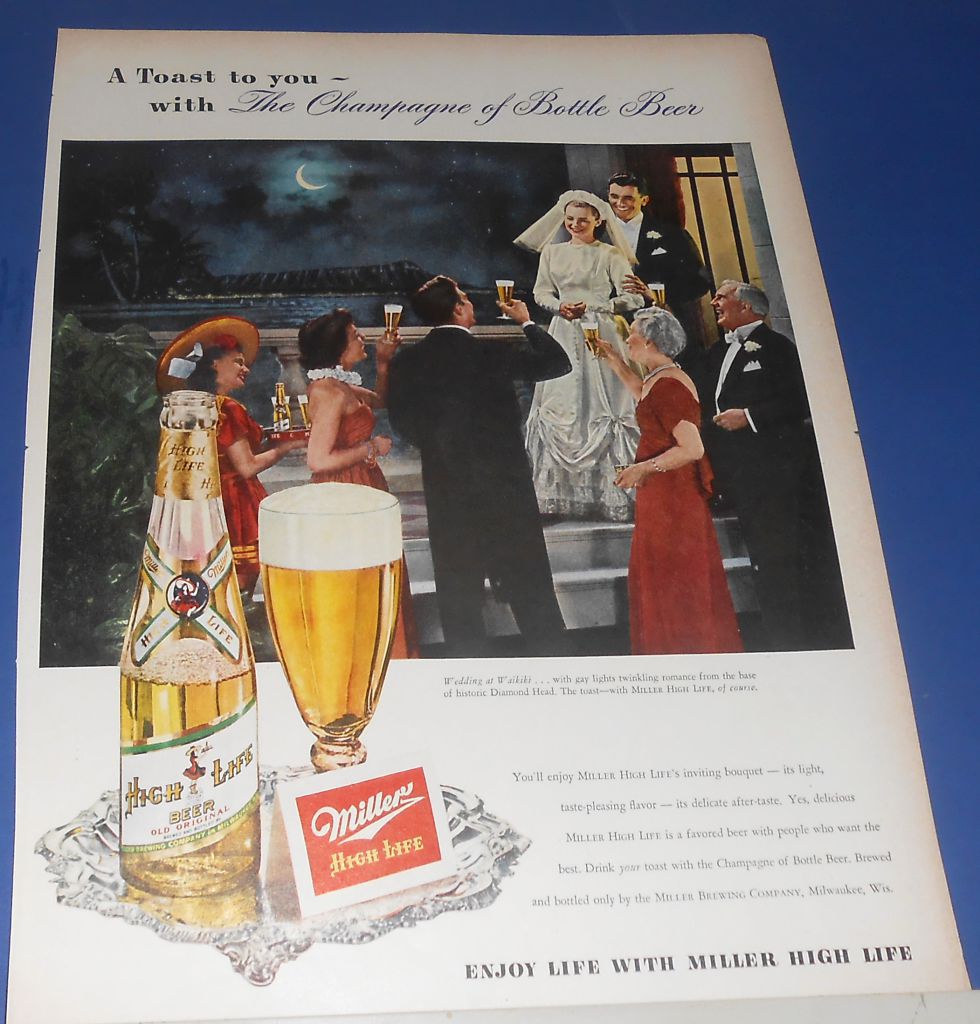 A Toast to you ~
with The Champagne of Bottle Beer
HIGH
LIFE
Miller
HIGH LIFE
HIGH LIFE
BEER
OLD ORIGINAL
BREWING COMPANY
Miller
HIGH LIFE
Wedding at Waikiki . . . with gay lights twinkling romance from the base
of historic Diamond Head. The toast—with MILLER HIGH LIFE, of course.
You'll enjoy MILLER HIGH LIFE's inviting bouquet — its light,
taste-pleasing flavor — its delicate after-taste. Yes, delicious
MILLER HIGH LIFE is a favored beer with people who want the
best. Drink your toast with the Champagne of Bottle Beer. Brewed
and bottled only by the MILLER BREWING COMPANY, Milwaukee, Wis.
ENJOY LIFE WITH MILLER HIGH LIFE